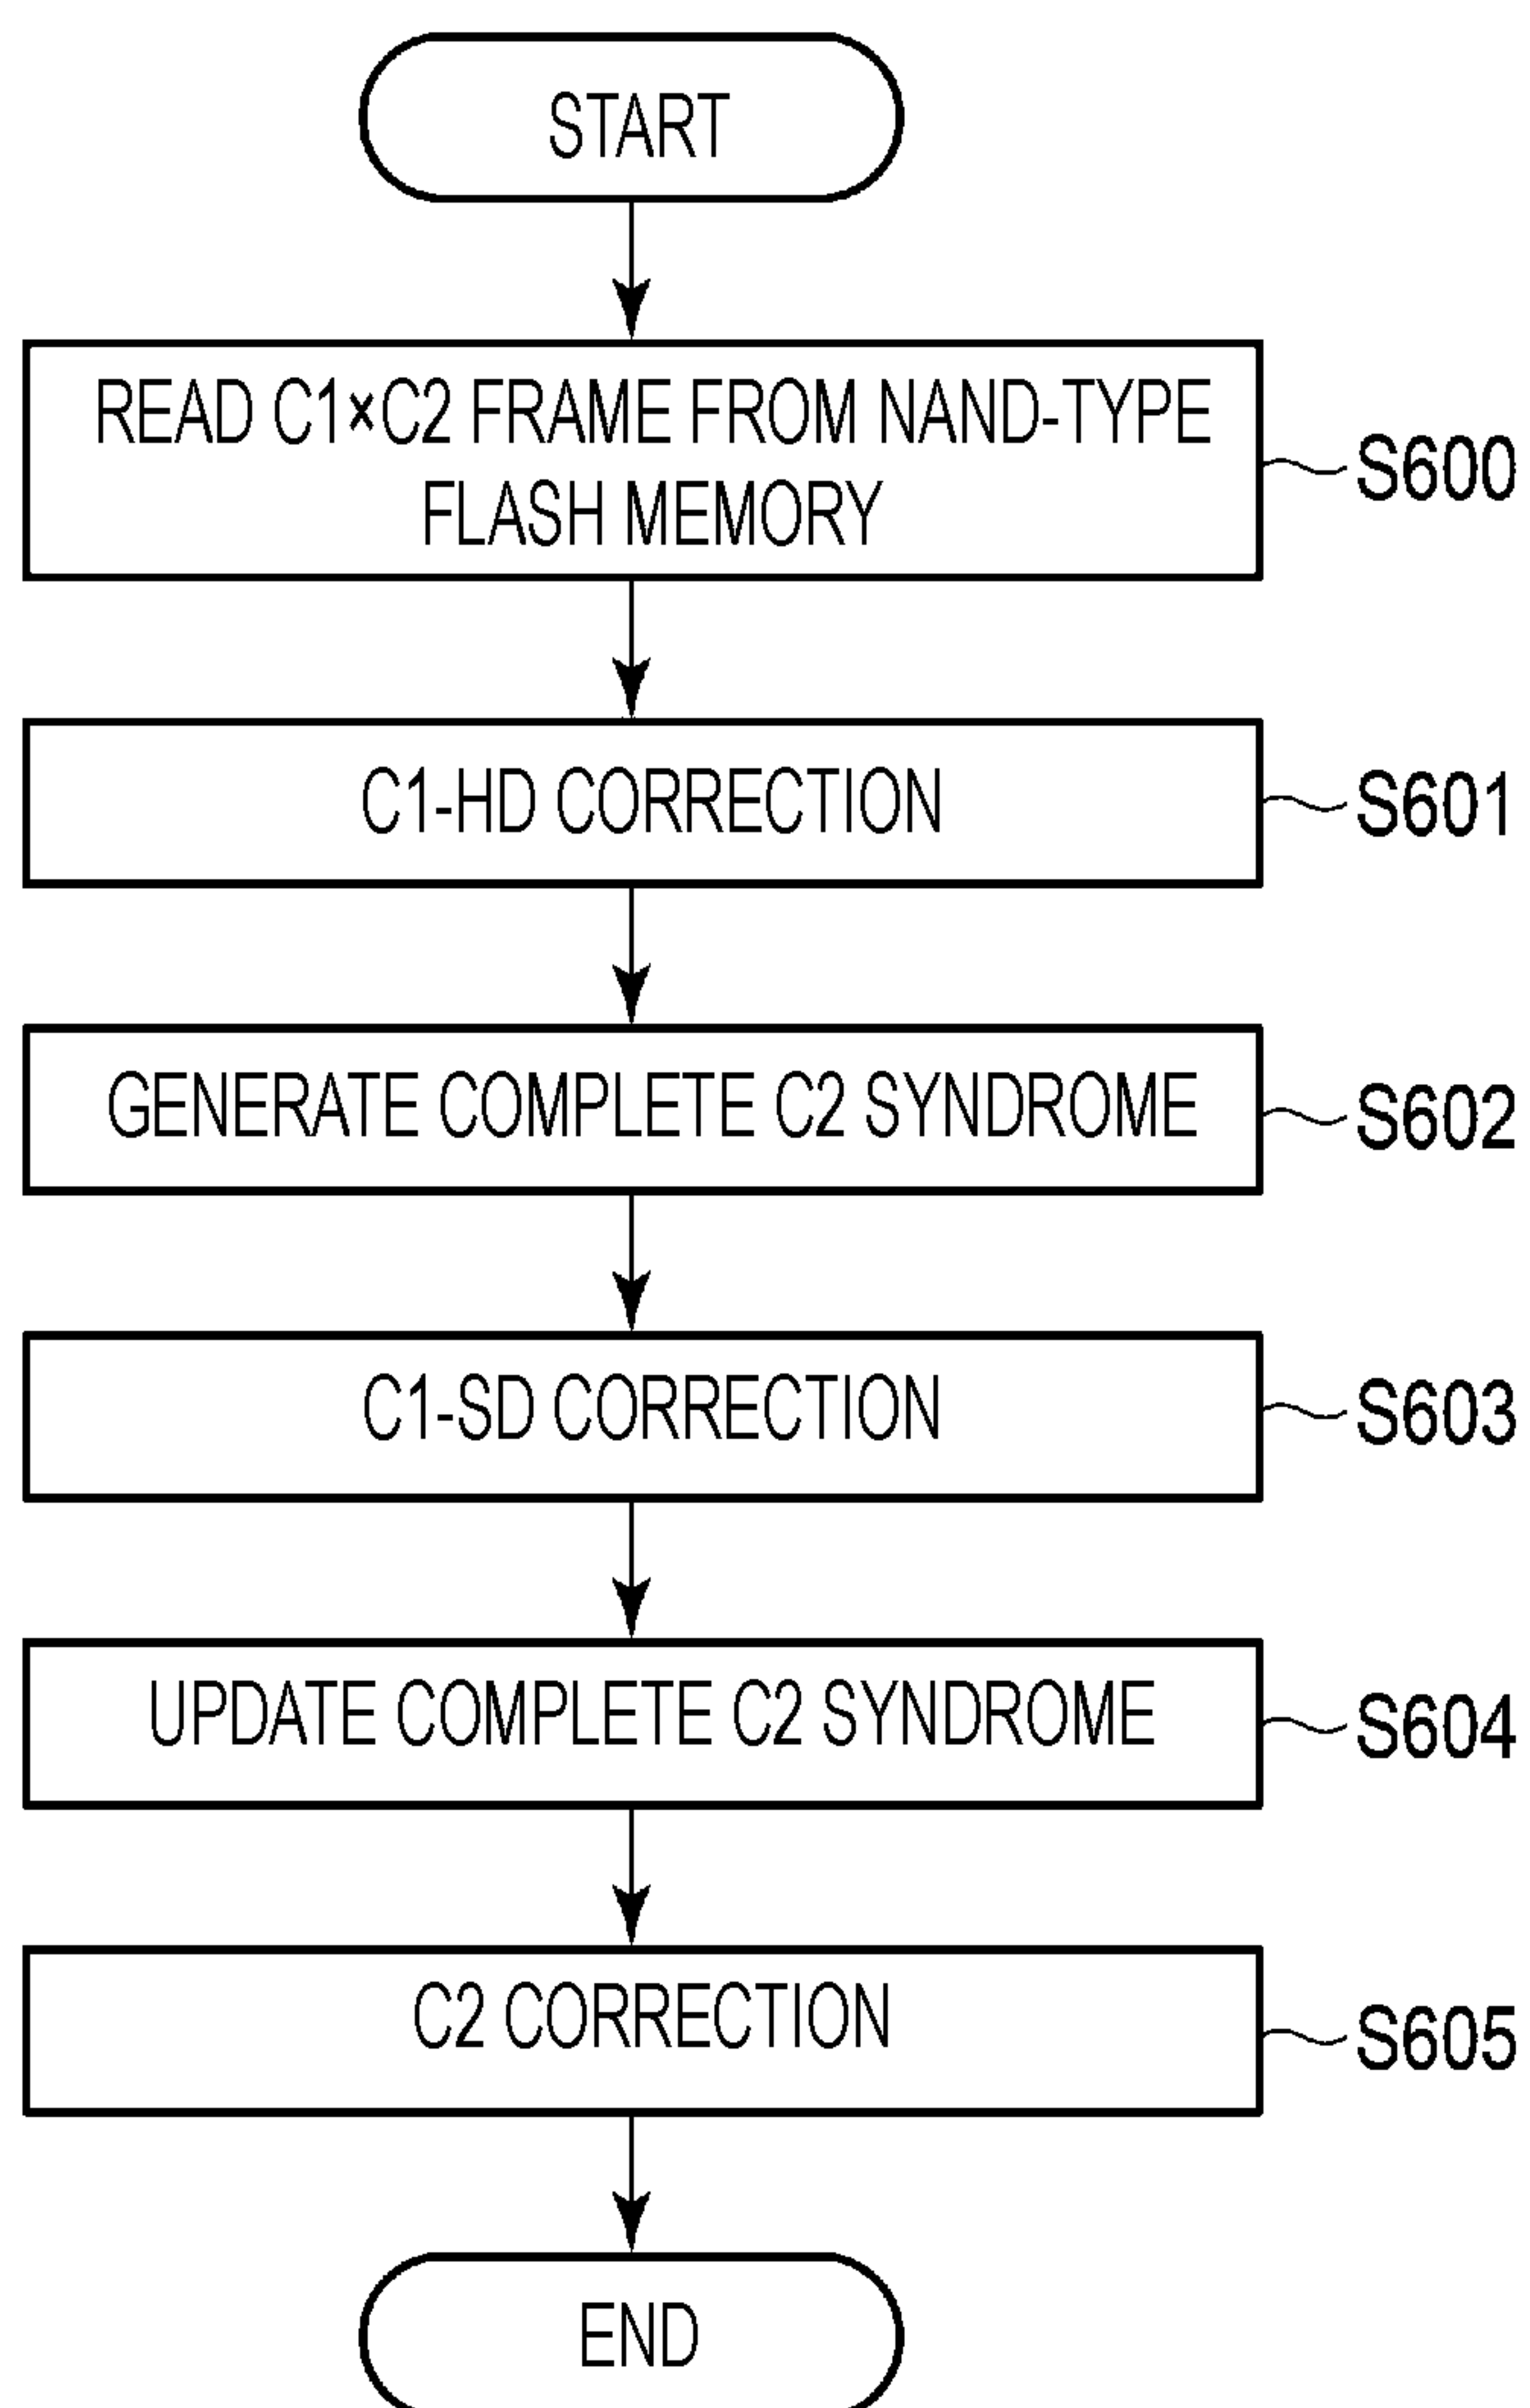 START
READ C1×C2 FRAME FROM NAND-TYPE
FLASH MEMORY
S600
C1-HD CORRECTION
S601
GENERATE COMPLETE C2 SYNDROME
S602
C1-SD CORRECTION
S603
UPDATE COMPLETE C2 SYNDROME
S604
C2 CORRECTION
S605
END